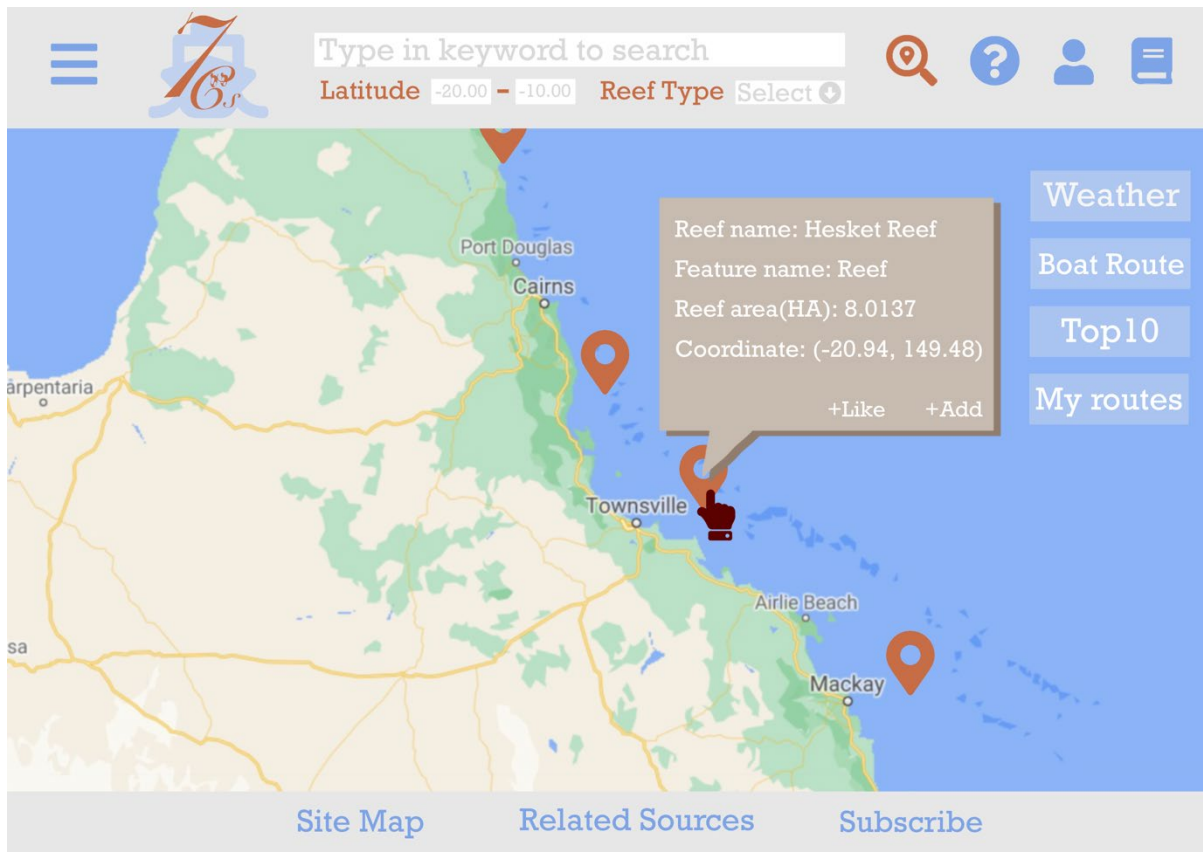 7Cs
Type in keyword to search
Latitude -20.00 - -10.00 Reef Type Select
Weather
Boat Route
Top10
My routes
Reef name: Hesket Reef
Feature name: Reef
Reef area(HA): 8.0137
Coordinate: (-20.94, 149.48)
+Like +Add
Port Douglas
Cairns
arpentaria
Townsville
Airlie Beach
sa
Mackay
Site Map Related Sources Subscribe